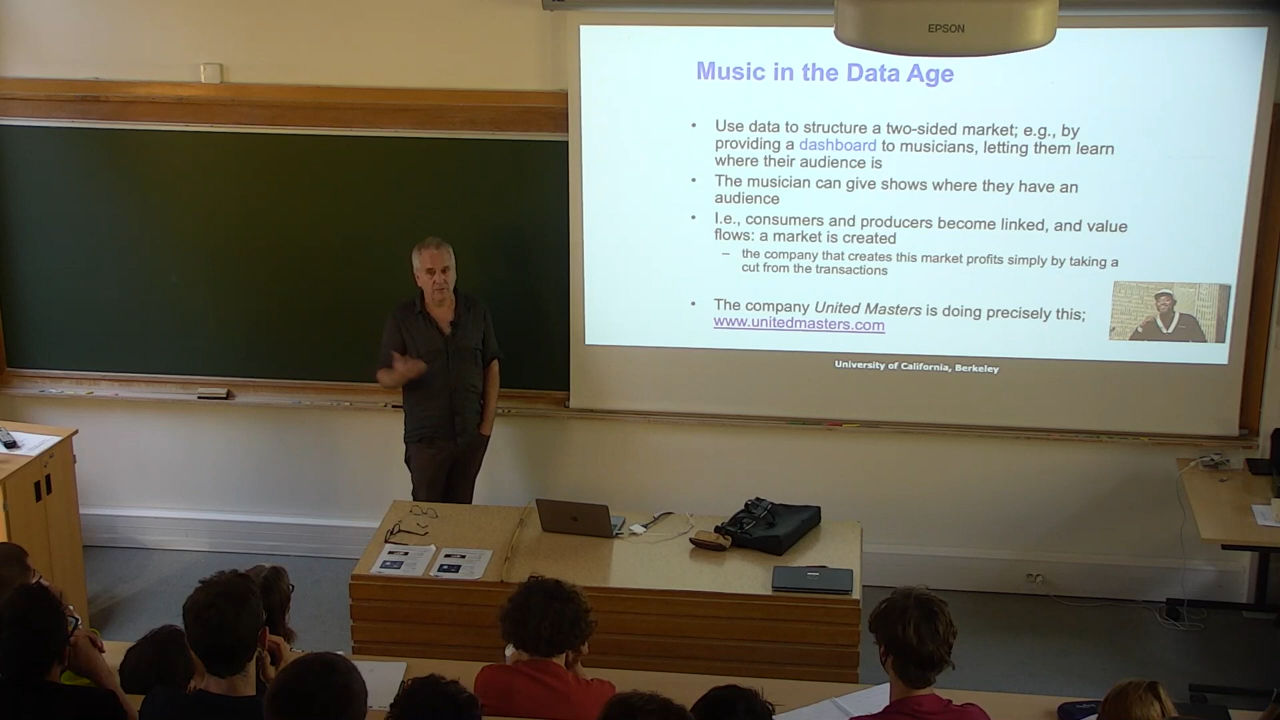 EPSON
Music in the Data Age
• Use data to structure a two-sided market; e.g., by
providing a dashboard to musicians, letting them learn
where their audience is
• The musician can give shows where they have an
audience
• I.e., consumers and producers become linked, and value
flows: a market is created
– the company that creates this market profits simply by taking a
cut from the transactions
• The company United Masters is doing precisely this;
www.unitedmasters.com
University of California, Berkeley